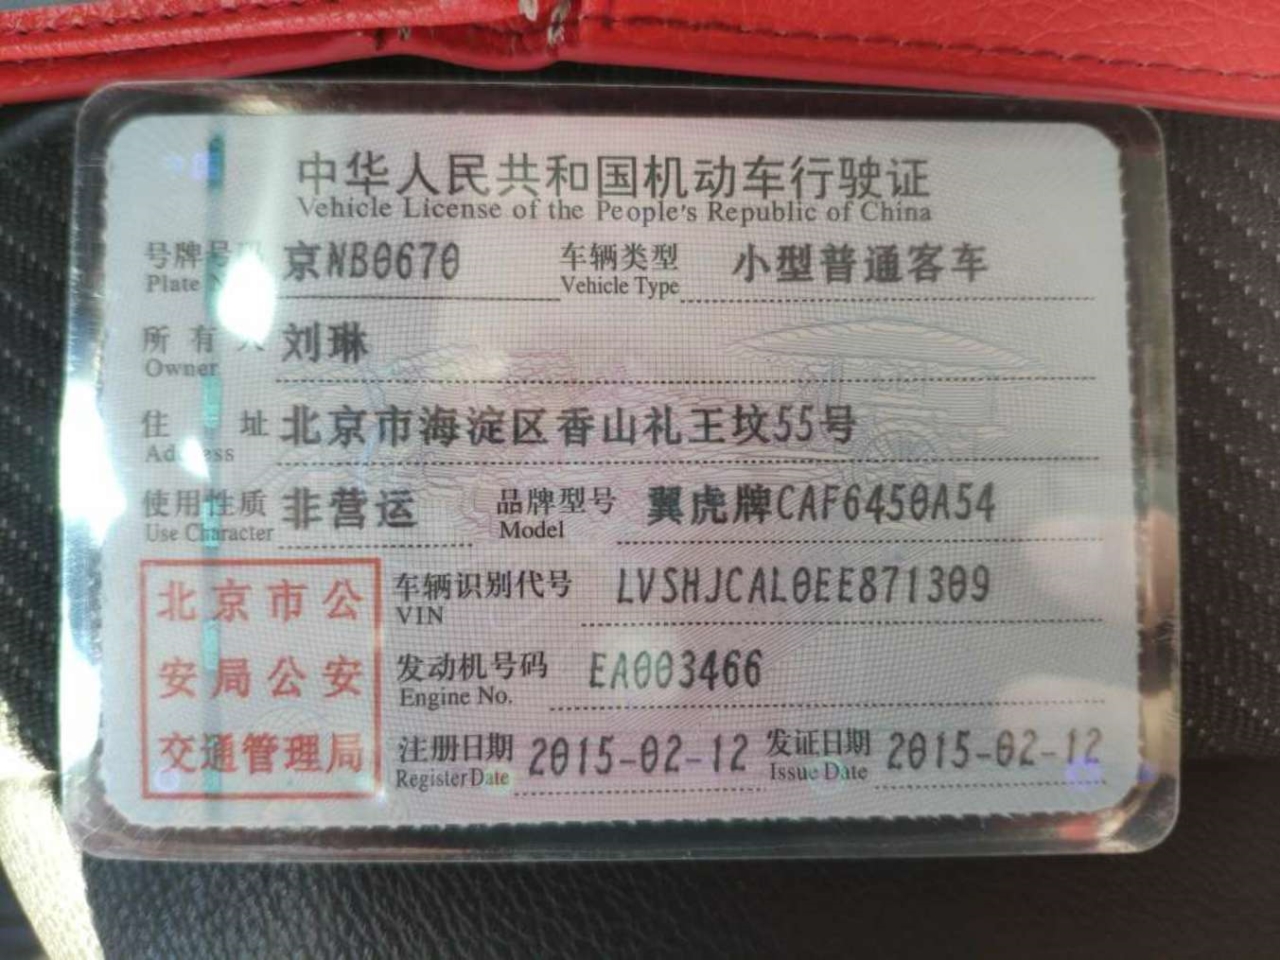 中华人民共和国机动车行驶证
Vehicle License of the People's Republic of China
号牌号码 京NB0670 车辆类型 小型普通客车
Plate Vehicle Type
所有人 刘琳
Owner
住址 北京市海淀区香山礼王坟55号
Address
使用性质 非营运 品牌型号 翼虎牌CAF6450A54
Use Character Model
北京市公 车辆识别代号 LVSHJCAL0EE871309
VIN
安局公安 发动机号码 EA003466
Engine No.
交通管理局 注册日期 2015-02-12 发证日期 2015-02-12
Register Date Issue Date